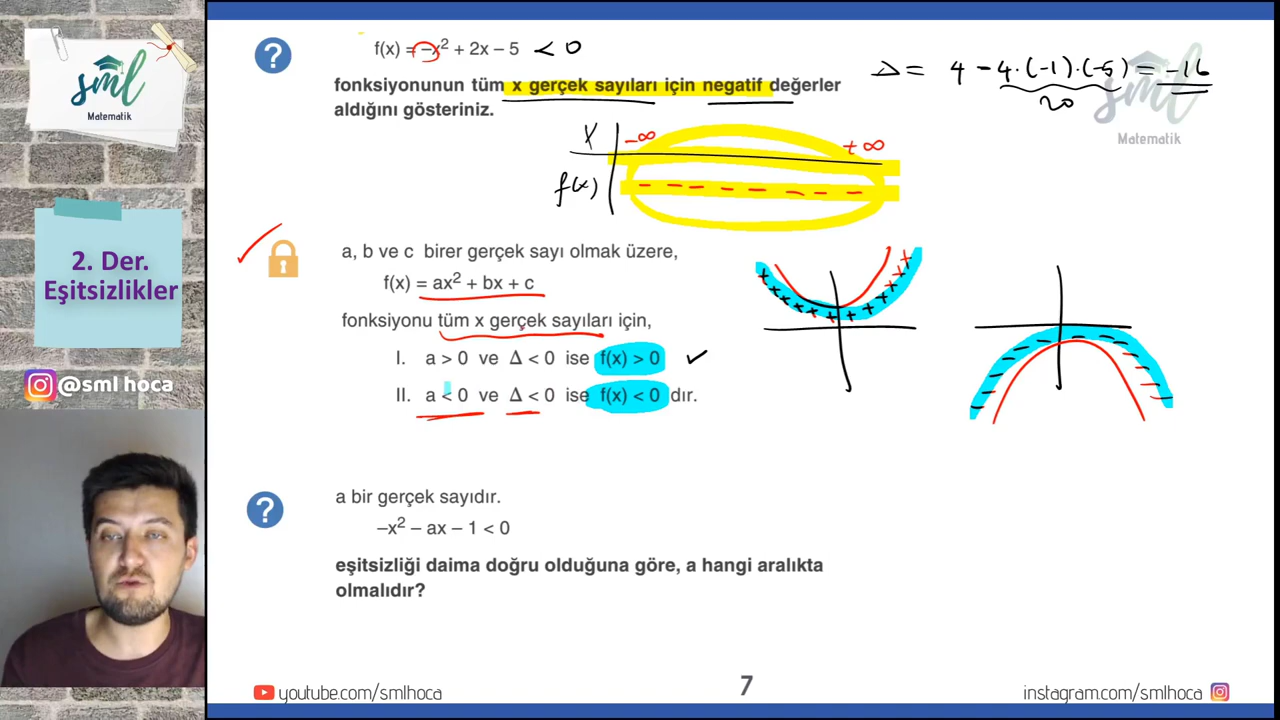 sml
Matematik
2. Der.
Eşitsizlikler
@sml hoca
f(x) = –x² + 2x – 5 < 0
fonksiyonunun tüm x gerçek sayıları için negatif değerler
aldığını gösteriniz.
Δ = 4 - 4.(-1).(-5) = -16
20
sml
Matematik
x -∞ +∞
f(x) - - - - - - - -
a, b ve c birer gerçek sayı olmak üzere,
f(x) = ax² + bx + c
fonksiyonu tüm x gerçek sayıları için,
I. a > 0 ve Δ < 0 ise f(x) > 0 ✓
II. a < 0 ve Δ < 0 ise f(x) < 0 dır.
a bir gerçek sayıdır.
–x² – ax – 1 < 0
eşitsizliği daima doğru olduğuna göre, a hangi aralıkta
olmalıdır?
youtube.com/smlhoca
7
instagram.com/smlhoca